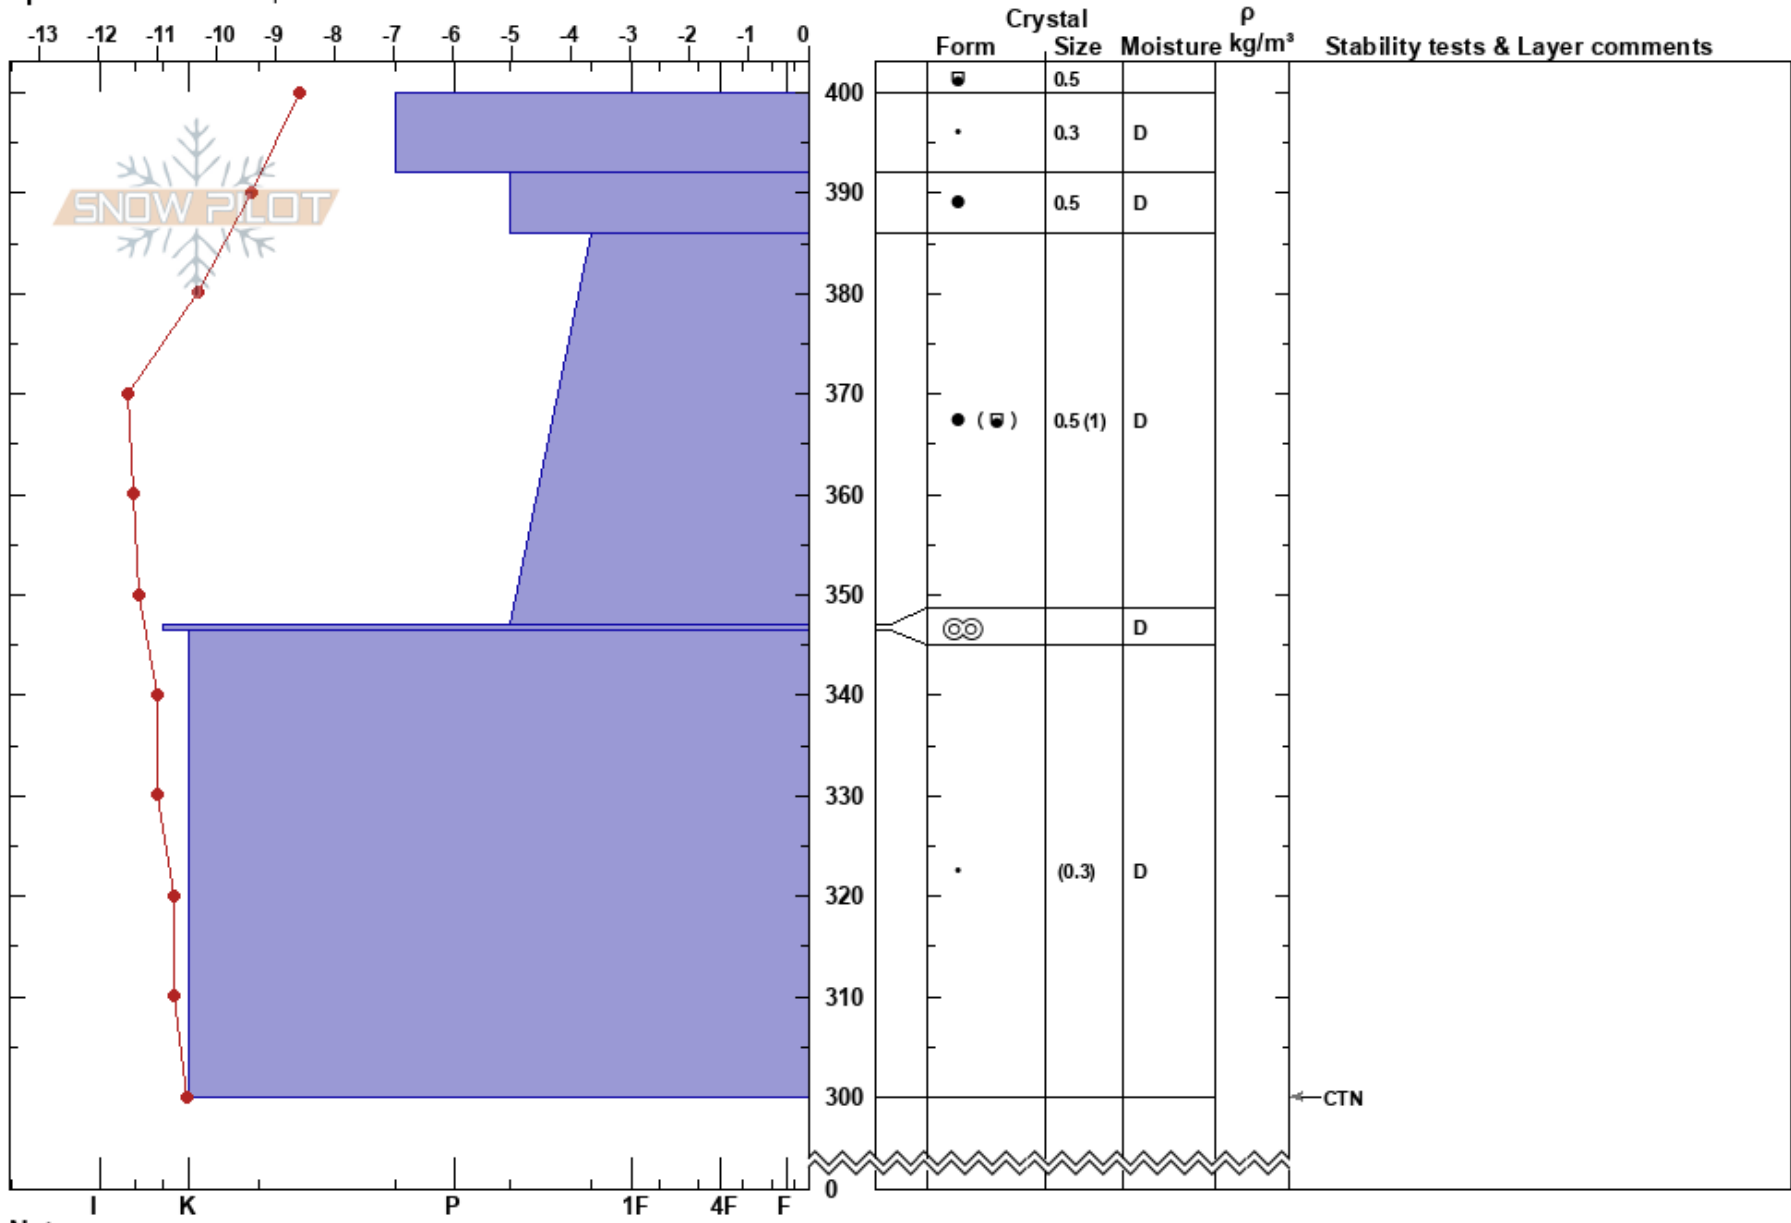 Crystal ρ
-13 -12 -11 -10 -9 -8 -7 -6 -5 -4 -3 -2 -1 0 Form Size Moisture kg/m³ Stability tests & Layer comments
0.5
400
0.3 D
SNOW PILOT 390 0.5 D
380
370
0.5 (1) D
360
350
D
340
330
(0.3) D
320
310
300 CTN
0
I K P 1F 4F F